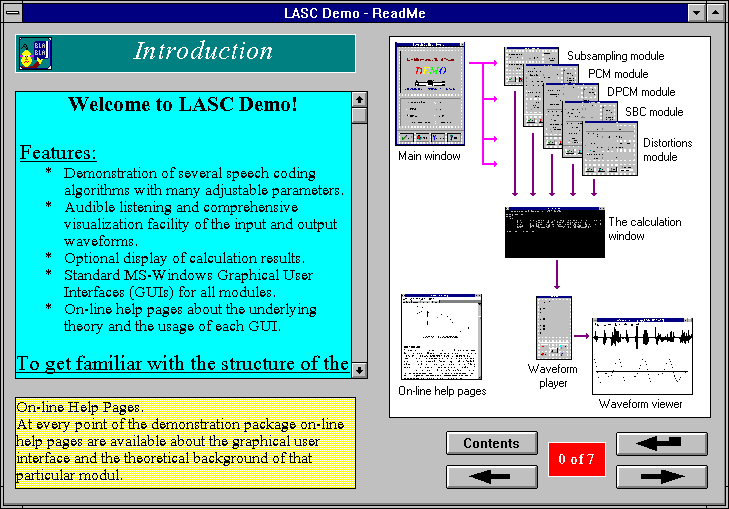 LASC Demo - ReadMe
BLA
BLA
Introduction
Welcome to LASC Demo!
Features:
* Demonstration of several speech coding
algorithms with many adjustable parameters.
* Audible listening and comprehensive
visualization facility of the input and output
waveforms.
* Optional display of calculation results.
* Standard MS-Windows Graphical User
Interfaces (GUIs) for all modules.
* On-line help pages about the underlying
theory and the usage of each GUI.
To get familiar with the structure of the
On-line Help Pages.
At every point of the demonstration package on-line
help pages are available about the graphical user
interface and the theoretical background of that
particular modul.
DEMO
Main window
Subsampling module
PCM module
DPCM module
SBC module
Distortions
module
The calculation
window
On-line help pages
Waveform
player
Waveform viewer
Contents
0 of 7